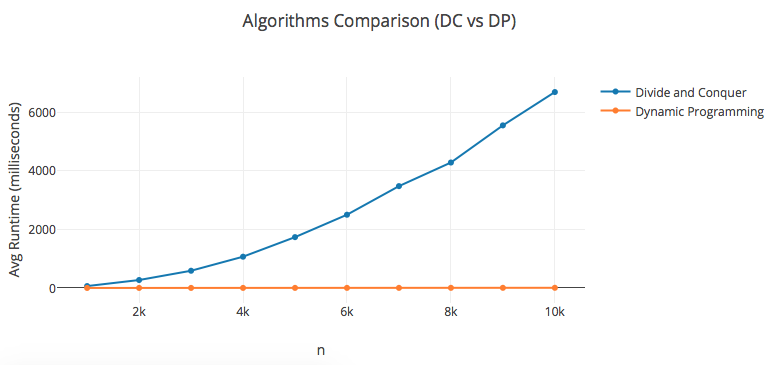 Algorithms Comparison (DC vs DP)
Divide and Conquer
Dynamic Programming
Avg Runtime (milliseconds)
6000
4000
2000
0
2k 4k 6k 8k 10k
n